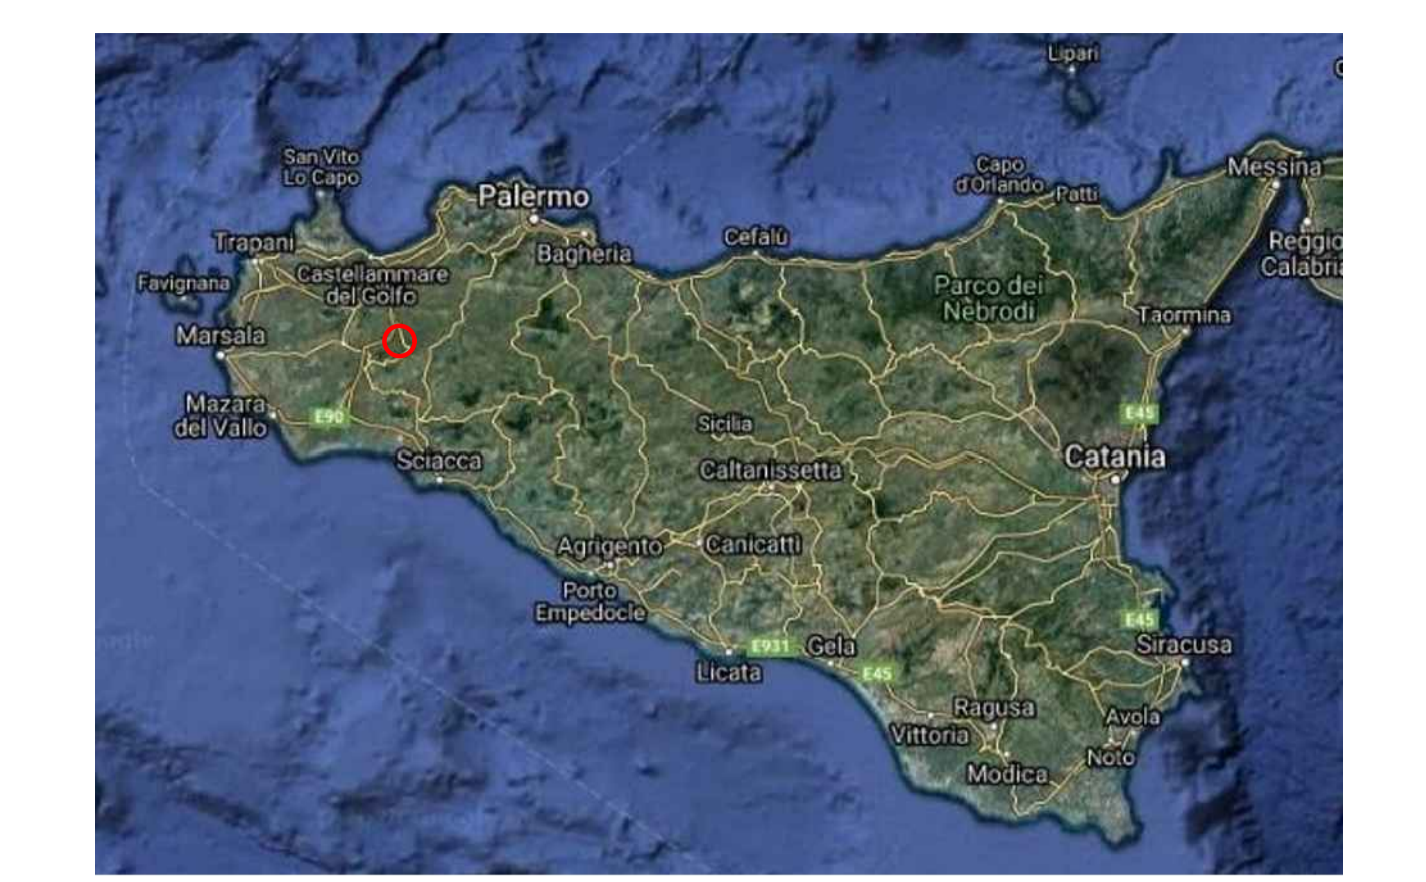 Lipari
San Vito
Lo Capo
Capo
d'Orlando
Patti
Messina
Palermo
Trapani
Bagheria
Cefalù
Reggio
Calabria
Castellammare
del Golfo
Favignana
Parco dei
Nebrodi
Taormina
Marsala
Mazara
del Vallo
E90
E45
Sicilia
Sciacca
Caltanissetta
Catania
Agrigento
Canicattì
Porto
Empedocle
E45
E931
Gela
Siracusa
Licata
E45
Ragusa
Avola
Vittoria
Noto
Modica